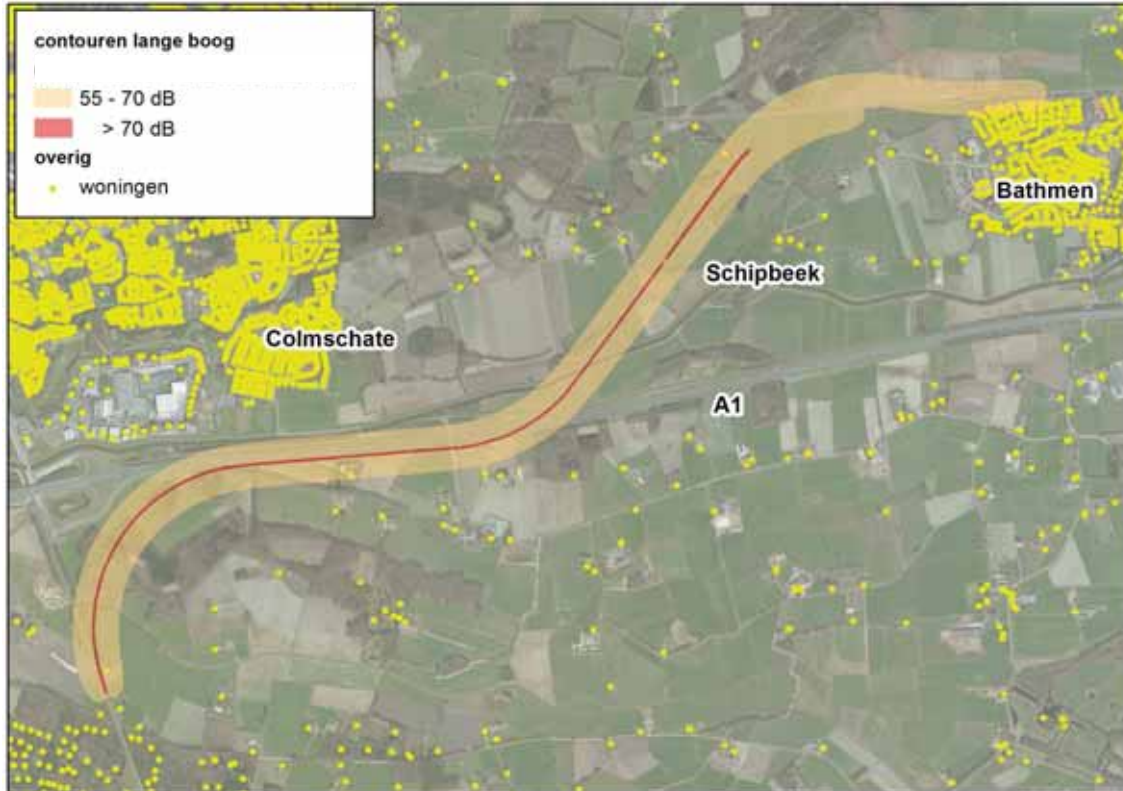 contouren lange boog
55 - 70 dB
> 70 dB
overig
woningen
Bathmen
Schipbeek
Colmschate
A1